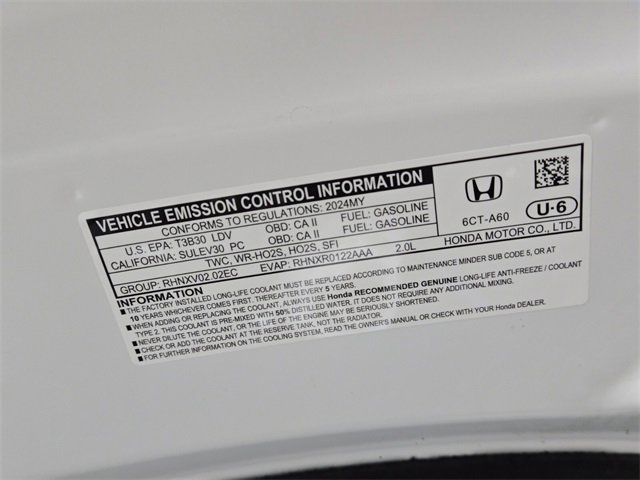 VEHICLE EMISSION CONTROL INFORMATION
CONFORMS TO REGULATIONS: 2024MY
U.S. EPA: T3B30 LDV OBD: CA II FUEL: GASOLINE
CALIFORNIA: SULEV30 PC OBD: CA II FUEL: GASOLINE
TWC, WR-HO2S, HO2S, SFI
GROUP: RHNXV02.02EC EVAP: RHNXR0122AAA 2.0L
6CT-A60
U-6
HONDA MOTOR CO., LTD.
■ THE FACTORY INSTALLED LONG-LIFE COOLANT MUST BE REPLACED ACCORDING TO MAINTENANCE MINDER SUB CODE 5, OR AT
10 YEARS WHICHEVER COMES FIRST. THEREAFTER EVERY 5 YEARS.
■ WHEN ADDING OR REPLACING THE COOLANT, ALWAYS USE Honda RECOMMENDED GENUINE LONG-LIFE ANTI-FREEZE / COOLANT
TYPE 2. THIS COOLANT IS PRE-MIXED WITH 50% DISTILLED WATER. IT DOES NOT REQUIRE ANY ADDITIONAL MIXING.
■ NEVER DILUTE THE COOLANT, OR THE LIFE OF THE ENGINE MAY BE SERIOUSLY SHORTENED.
■ CHECK OR ADD THE COOLANT AT THE RESERVE TANK, NOT THE RADIATOR.
■ FOR FURTHER INFORMATION ON THE COOLING SYSTEM, READ THE OWNER'S MANUAL OR CHECK WITH YOUR HONDA DEALER.